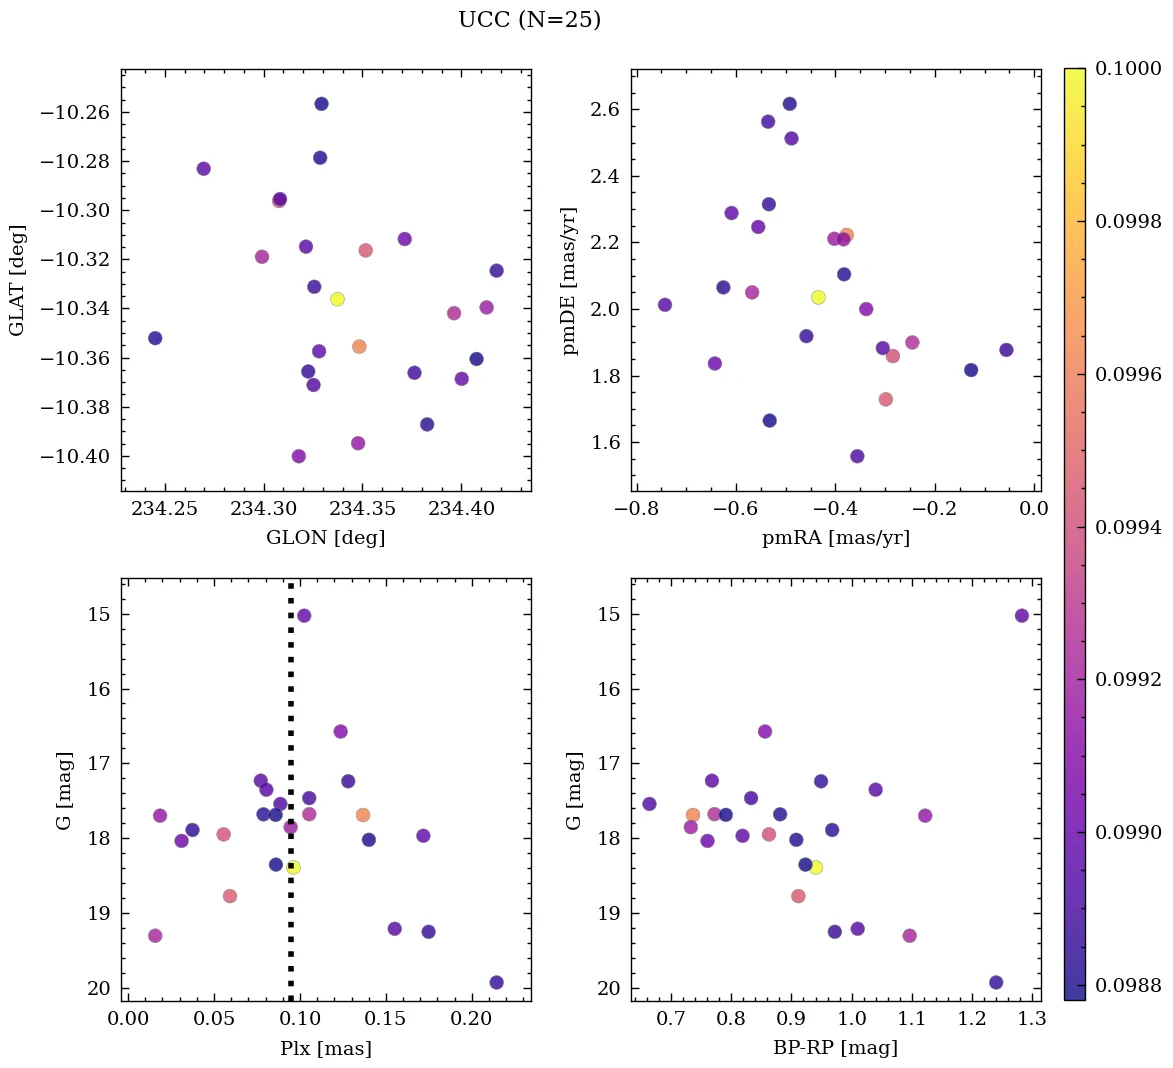 UCC (N=25)
−10.26
−10.28
−10.30
−10.32
−10.34
−10.36
−10.38
−10.40
GLAT [deg]
234.25 234.30 234.35 234.40
GLON [deg]
2.6
2.4
2.2
2.0
1.8
1.6
pmDE [mas/yr]
−0.8 −0.6 −0.4 −0.2 0.0
pmRA [mas/yr]
15
16
17
18
19
20
G [mag]
0.00 0.05 0.10 0.15 0.20
Plx [mas]
15
16
17
18
19
20
G [mag]
0.7 0.8 0.9 1.0 1.1 1.2 1.3
BP-RP [mag]
0.1000
0.0998
0.0996
0.0994
0.0992
0.0990
0.0988